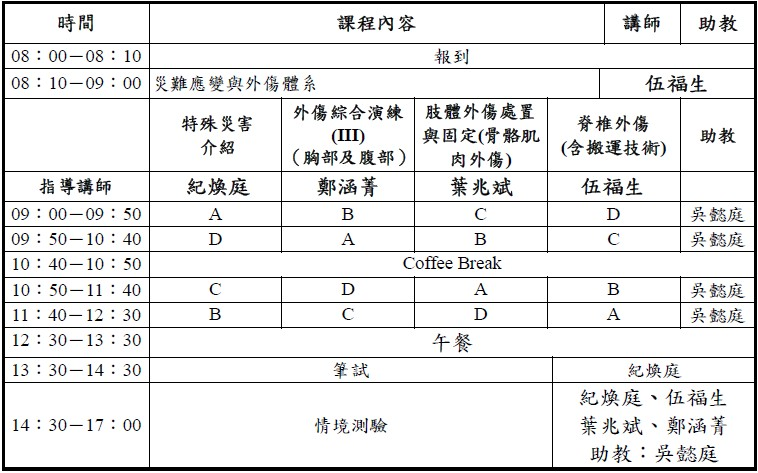 時間 課程內容 講師 助教
08：00－08：10 報到
08：10－09：00 災難應變與外傷體系 伍福生
特殊災害 外傷綜合演練 肢體外傷處置 脊椎外傷 助教
介紹 (III) 與固定(骨骼肌 (含搬運技術)
（胸部及腹部） 肉外傷)
指導講師 紀煥庭 鄭涵菁 葉兆斌 伍福生
09：00－09：50 A B C D 吳懿庭
09：50－10：40 D A B C 吳懿庭
10：40－10：50 Coffee Break
10：50－11：40 C D A B 吳懿庭
11：40－12：30 B C D A 吳懿庭
12：30－13：30 午餐
13：30－14：30 筆試 紀煥庭
14：30－17：00 情境測驗 紀煥庭、伍福生
葉兆斌、鄭涵菁
助教：吳懿庭